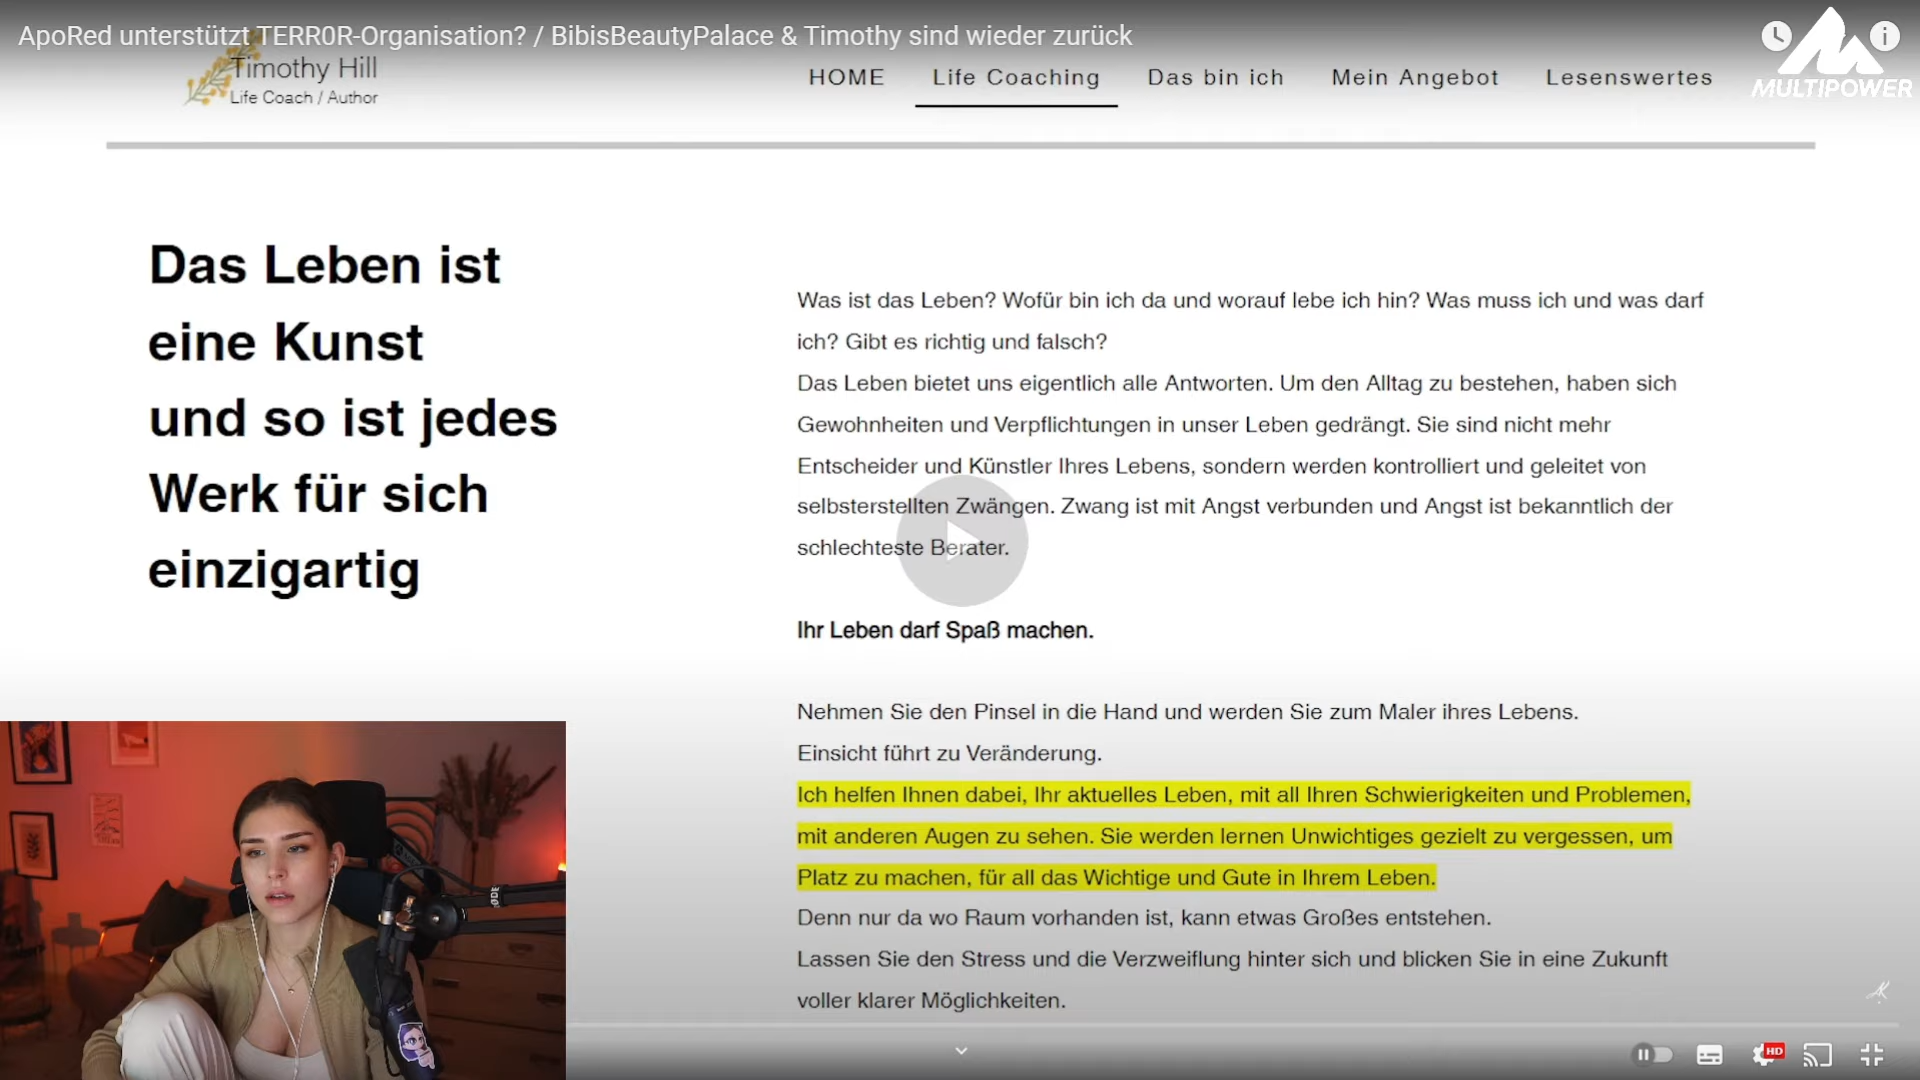 ApoRed unterstützt TERR0R-Organisation? / BibisBeautyPalace & Timothy sind wieder zurück
MULTIPOWER
Timothy Hill
Life Coach / Author
HOME Life Coaching Das bin ich Mein Angebot Lesenswertes
Das Leben ist
eine Kunst
und so ist jedes
Werk für sich
einzigartig
Was ist das Leben? Wofür bin ich da und worauf lebe ich hin? Was muss ich und was darf
ich? Gibt es richtig und falsch?
Das Leben bietet uns eigentlich alle Antworten. Um den Alltag zu bestehen, haben sich
Gewohnheiten und Verpflichtungen in unser Leben gedrängt. Sie sind nicht mehr
Entscheider und Künstler Ihres Lebens, sondern werden kontrolliert und geleitet von
selbsterstellten Zwängen. Zwang ist mit Angst verbunden und Angst ist bekanntlich der
schlechteste Berater.
Ihr Leben darf Spaß machen.
Nehmen Sie den Pinsel in die Hand und werden Sie zum Maler ihres Lebens.
Einsicht führt zu Veränderung.
Ich helfen Ihnen dabei, Ihr aktuelles Leben, mit all Ihren Schwierigkeiten und Problemen,
mit anderen Augen zu sehen. Sie werden lernen Unwichtiges gezielt zu vergessen, um
Platz zu machen, für all das Wichtige und Gute in Ihrem Leben.
Denn nur da wo Raum vorhanden ist, kann etwas Großes entstehen.
Lassen Sie den Stress und die Verzweiflung hinter sich und blicken Sie in eine Zukunft
voller klarer Möglichkeiten.
RØDE
HD